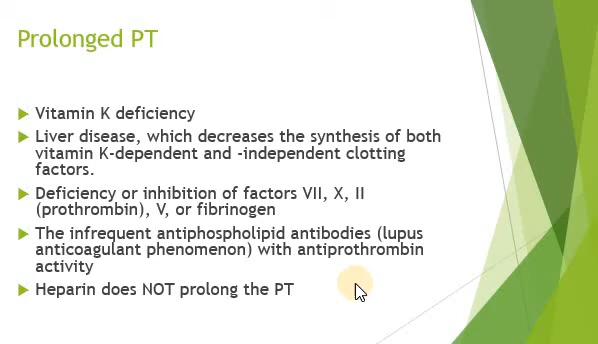 Prolonged PT
Vitamin K deficiency
Liver disease, which decreases the synthesis of both
vitamin K-dependent and -independent clotting
factors.
Deficiency or inhibition of factors VII, X, II
(prothrombin), V, or fibrinogen
The infrequent antiphospholipid antibodies (lupus
anticoagulant phenomenon) with antiprothrombin
activity
Heparin does NOT prolong the PT